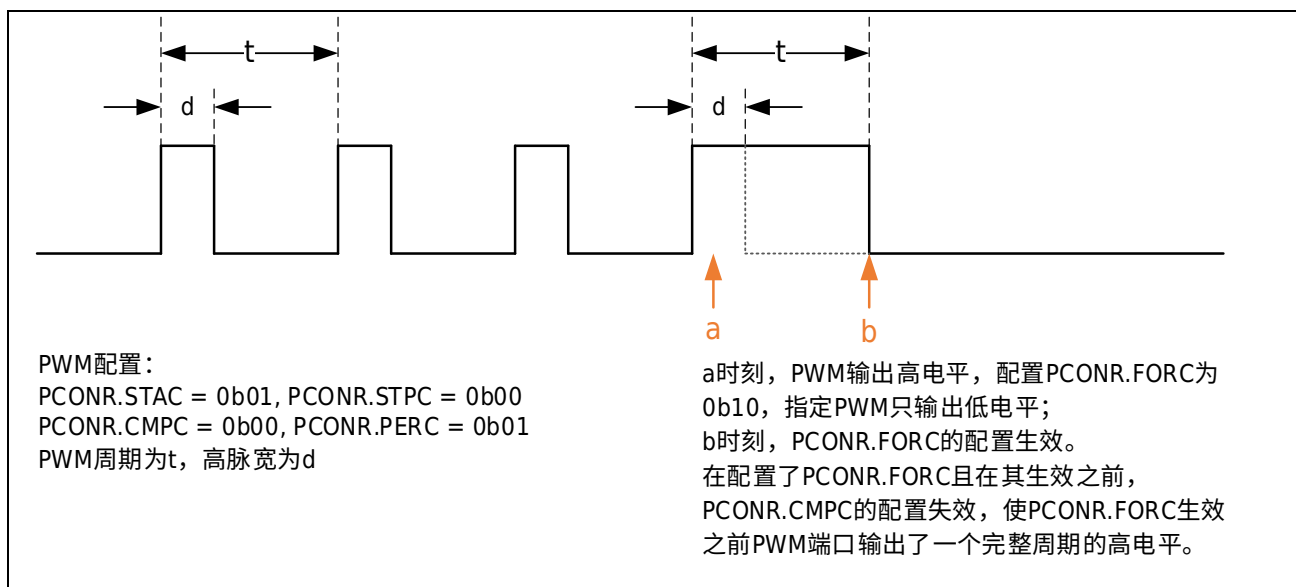 t
t
d
d
a
b
PWM配置：
PCONR.STAC = 0b01, PCONR.STPC = 0b00
PCONR.CMPC = 0b00, PCONR.PERC = 0b01
PWM周期为t，高脉宽为d
a时刻，PWM输出高电平，配置PCONR.FORC为
0b10，指定PWM只输出低电平；
b时刻，PCONR.FORC的配置生效。
在配置了PCONR.FORC且在其生效之前，
PCONR.CMPC的配置失效，使PCONR.FORC生效
之前PWM端口输出了一个完整周期的高电平。